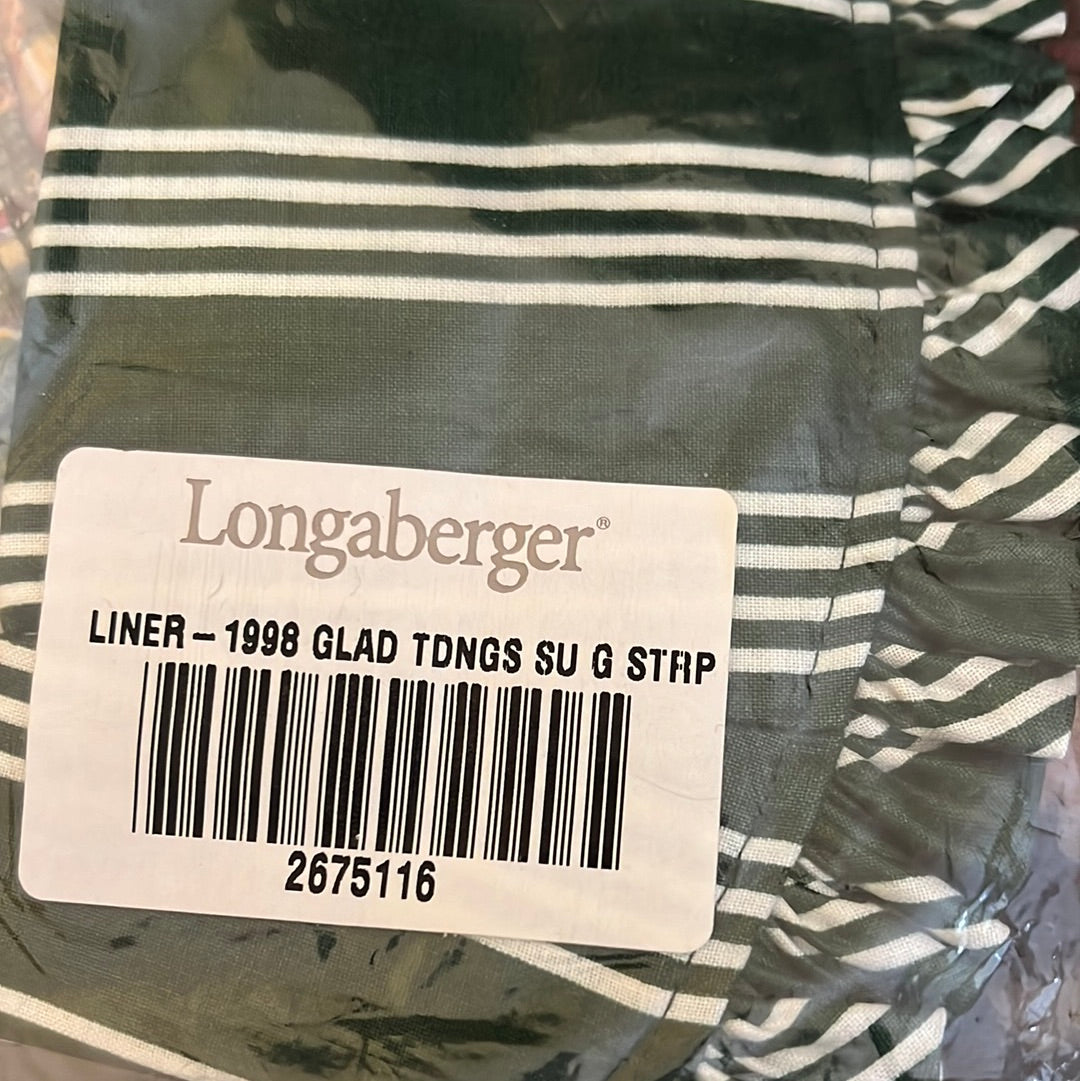 Longaberger®
LINER - 1998 GLAD TDNGS SU G STRP
2675116